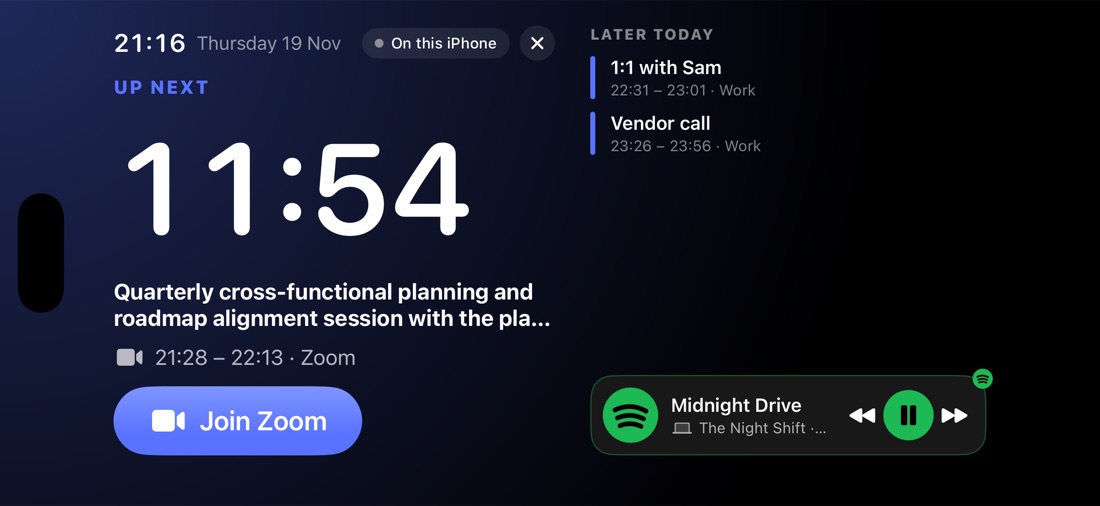 21:16 Thursday 19 Nov On this iPhone
UP NEXT
11:54
Quarterly cross-functional planning and
roadmap alignment session with the pla...
21:28 – 22:13 · Zoom
Join Zoom
LATER TODAY
1:1 with Sam
22:31 – 23:01 · Work
Vendor call
23:26 – 23:56 · Work
Midnight Drive
The Night Shift ·...